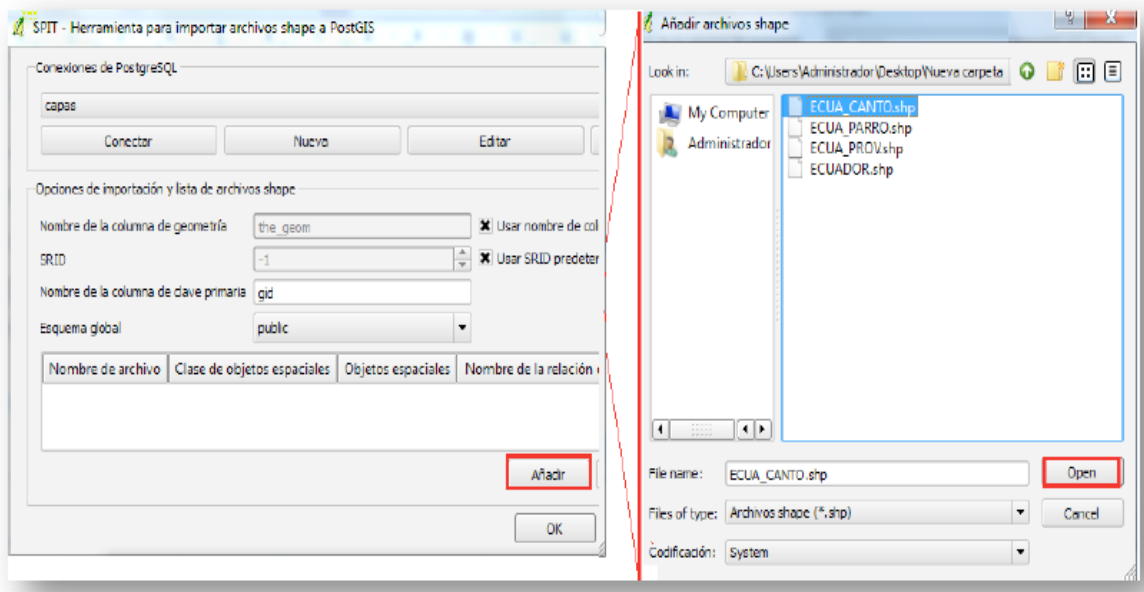 SPIT - Herramienta para importar archivos shape a PostGIS
Conexiones de PostgreSQL
capas
Conectar
Nueva
Editar
Opciones de importación y lista de archivos shape
Nombre de la columna de geometría
the_geom
Usar nombre de col
SRID
-1
Usar SRID predeter
Nombre de la columna de clave primaria
gid
Esquema global
public
Nombre de archivo
Clase de objetos espaciales
Objetos espaciales
Nombre de la relación
Añadir
OK
Añadir archivos shape
Look in:
C:\Users\Administrador\Desktop\Nueva carpeta
My Computer
Administrador
ECUA_CANTO.shp
ECUA_PARRO.shp
ECUA_PROV.shp
ECUADOR.shp
File name:
ECUA_CANTO.shp
Open
Files of type:
Archivos shape (*.shp)
Cancel
Codificación:
System